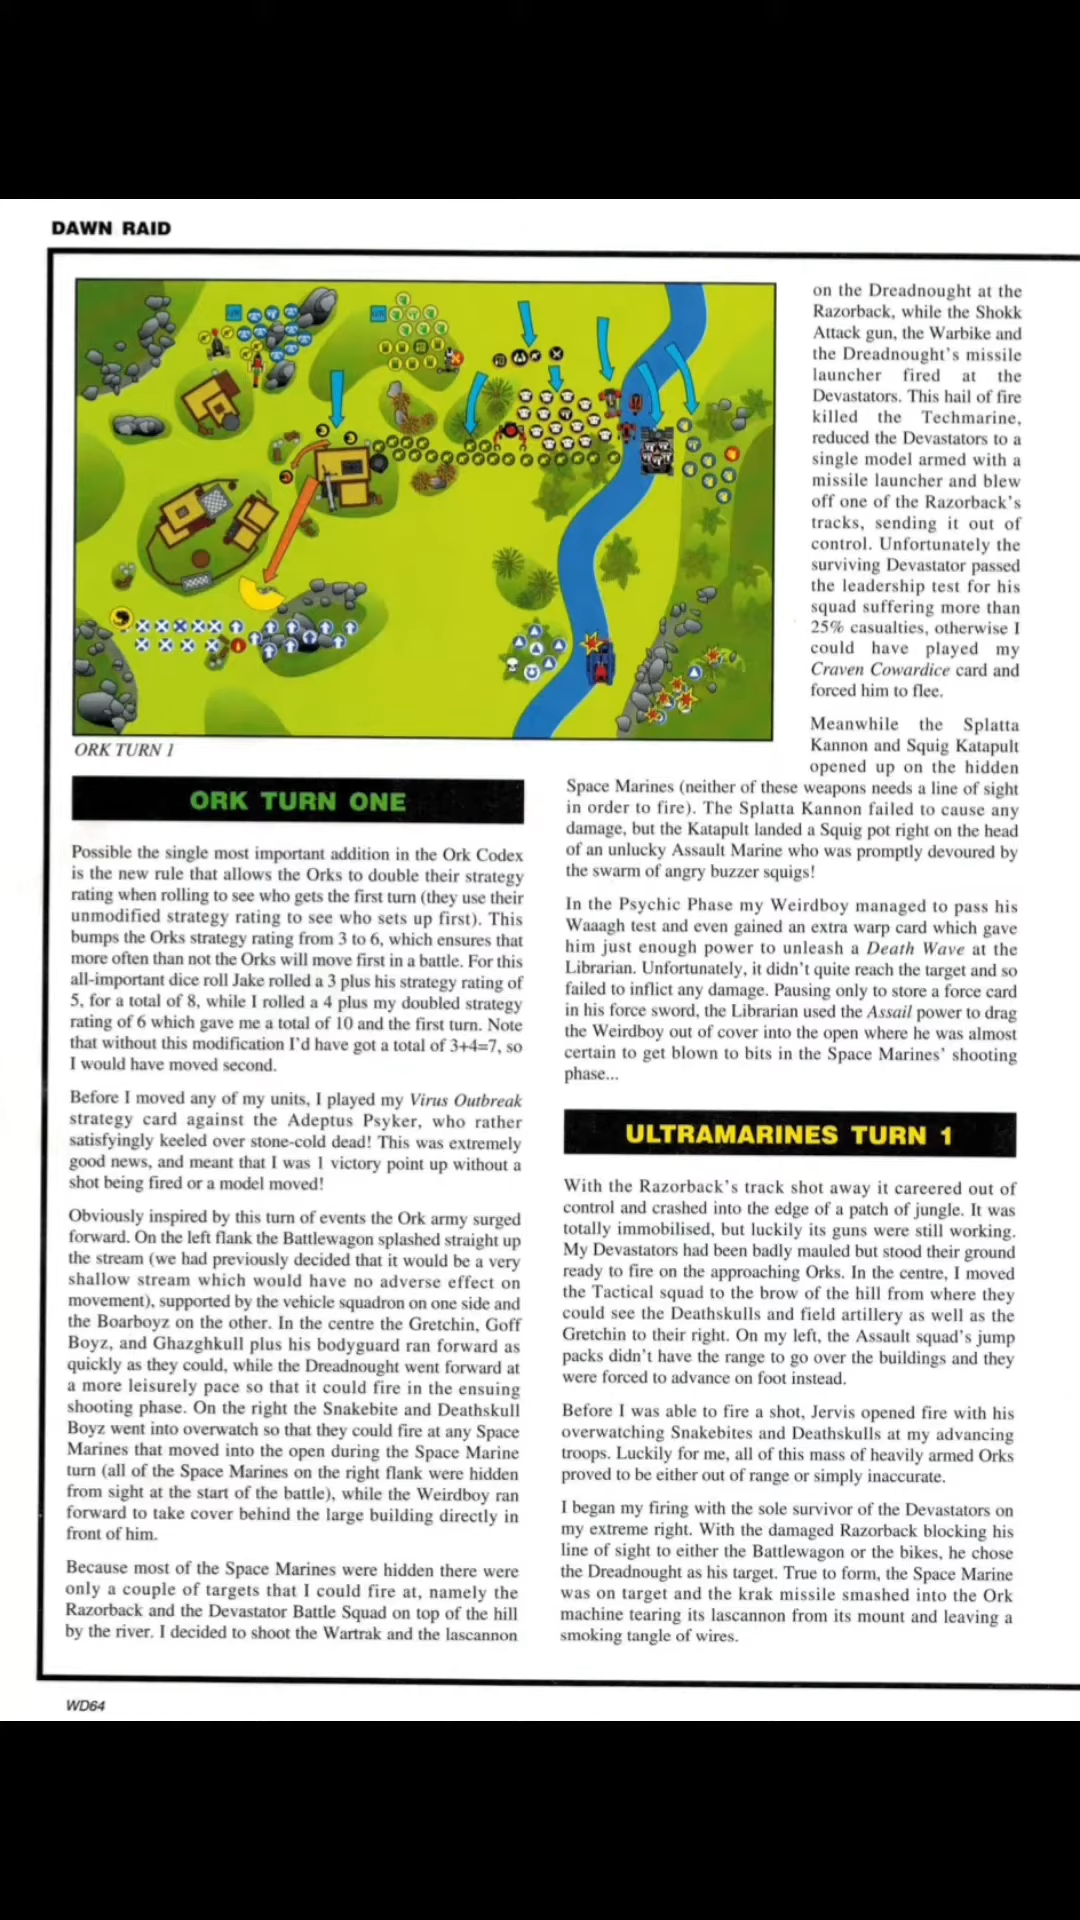 DAWN RAID
ORK TURN 1
ORK TURN ONE
Possible the single most important addition in the Ork Codex
is the new rule that allows the Orks to double their strategy
rating when rolling to see who gets the first turn (they use their
unmodified strategy rating to see who sets up first). This
bumps the Orks strategy rating from 3 to 6, which ensures that
more often than not the Orks will move first in a battle. For this
all-important dice roll Jake rolled a 3 plus his strategy rating of
5, for a total of 8, while I rolled a 4 plus my doubled strategy
rating of 6 which gave me a total of 10 and the first turn. Note
that without this modification I'd have got a total of 3+4=7, so
I would have moved second.
Before I moved any of my units, I played my Virus Outbreak
strategy card against the Adeptus Psyker, who rather
satisfyingly keeled over stone-cold dead! This was extremely
good news, and meant that I was 1 victory point up without a
shot being fired or a model moved!
Obviously inspired by this turn of events the Ork army surged
forward. On the left flank the Battlewagon splashed straight up
the stream (we had previously decided that it would be a very
shallow stream which would have no adverse effect on
movement), supported by the vehicle squadron on one side and
the Boarboyz on the other. In the centre the Gretchin, Goff
Boyz, and Ghazghkull plus his bodyguard ran forward as
quickly as they could, while the Dreadnought went forward at
a more leisurely pace so that it could fire in the ensuing
shooting phase. On the right the Snakebite and Deathskull
Boyz went into overwatch so that they could fire at any Space
Marines that moved into the open during the Space Marine
turn (all of the Space Marines on the right flank were hidden
from sight at the start of the battle), while the Weirdboy ran
forward to take cover behind the large building directly in
front of him.
Because most of the Space Marines were hidden there were
only a couple of targets that I could fire at, namely the
Razorback and the Devastator Battle Squad on top of the hill
by the river. I decided to shoot the Wartrak and the lascannon
on the Dreadnought at the
Razorback, while the Shokk
Attack gun, the Warbike and
the Dreadnought's missile
launcher fired at the
Devastators. This hail of fire
killed the Techmarine,
reduced the Devastators to a
single model armed with a
missile launcher and blew
off one of the Razorback's
tracks, sending it out of
control. Unfortunately the
surviving Devastator passed
the leadership test for his
squad suffering more than
25% casualties, otherwise I
could have played my
Craven Cowardice card and
forced him to flee.
Meanwhile the Splatta
Kannon and Squig Katapult
opened up on the hidden
Space Marines (neither of these weapons needs a line of sight
in order to fire). The Splatta Kannon failed to cause any
damage, but the Katapult landed a Squig pot right on the head
of an unlucky Assault Marine who was promptly devoured by
the swarm of angry buzzer squigs!
In the Psychic Phase my Weirdboy managed to pass his
Waaagh test and even gained an extra warp card which gave
him just enough power to unleash a Death Wave at the
Librarian. Unfortunately, it didn't quite reach the target and so
failed to inflict any damage. Pausing only to store a force card
in his force sword, the Librarian used the Assail power to drag
the Weirdboy out of cover into the open where he was almost
certain to get blown to bits in the Space Marines' shooting
phase...
ULTRAMARINES TURN 1
With the Razorback's track shot away it careered out of
control and crashed into the edge of a patch of jungle. It was
totally immobilised, but luckily its guns were still working.
My Devastators had been badly mauled but stood their ground
ready to fire on the approaching Orks. In the centre, I moved
the Tactical squad to the brow of the hill from where they
could see the Deathskulls and field artillery as well as the
Gretchin to their right. On my left, the Assault squad's jump
packs didn't have the range to go over the buildings and they
were forced to advance on foot instead.
Before I was able to fire a shot, Jervis opened fire with his
overwatching Snakebites and Deathskulls at my advancing
troops. Luckily for me, all of this mass of heavily armed Orks
proved to be either out of range or simply inaccurate.
I began my firing with the sole survivor of the Devastators on
my extreme right. With the damaged Razorback blocking his
line of sight to either the Battlewagon or the bikes, he chose
the Dreadnought as his target. True to form, the Space Marine
was on target and the krak missile smashed into the Ork
machine tearing its lascannon from its mount and leaving a
smoking tangle of wires.
WD64